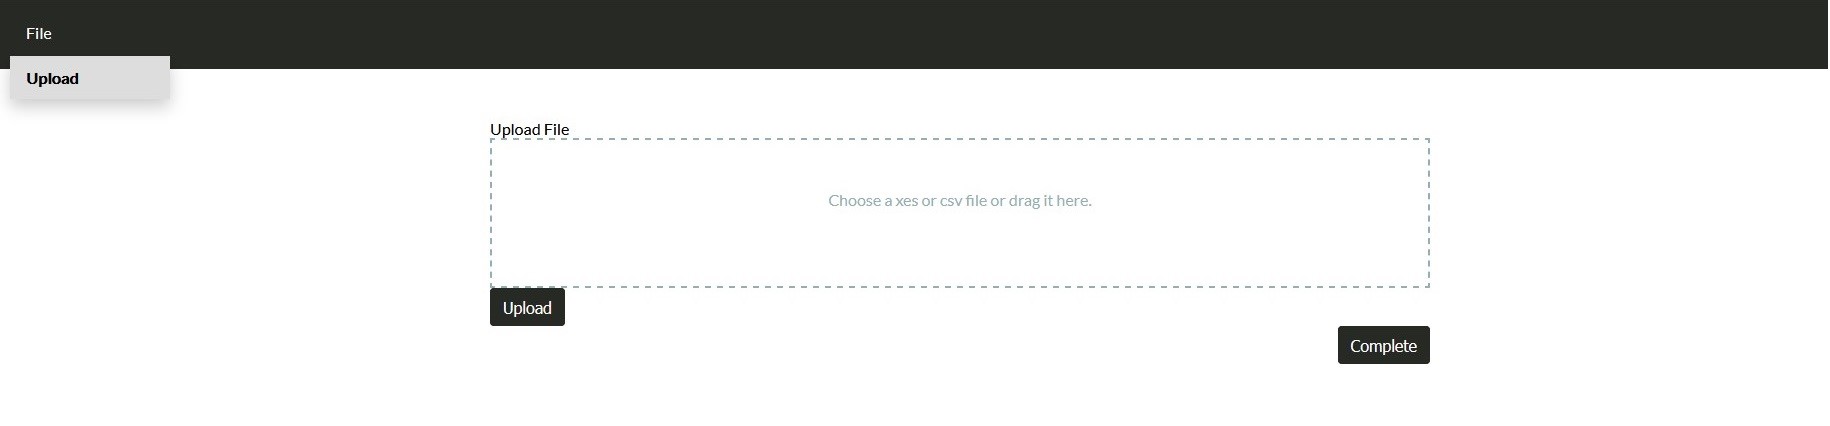 File
Upload
Upload File
Choose a xes or csv file or drag it here.
Upload
Complete